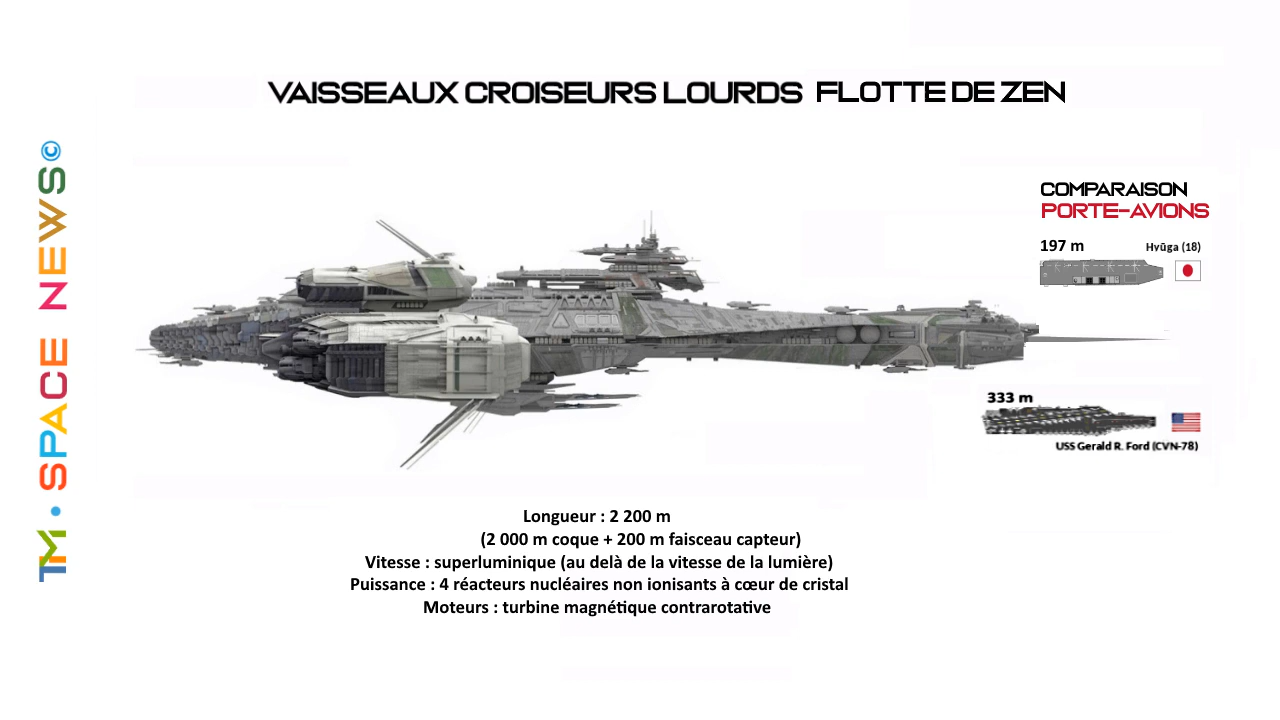 VAISSEAUX CROISEURS LOURDS FLOTTE DE ZEN
TM • SPACE NEWS©
COMPARAISON
PORTE-AVIONS
197 m Hvūga (18)
333 m
USS Gerald R. Ford (CVN-78)
Longueur : 2 200 m
(2 000 m coque + 200 m faisceau capteur)
Vitesse : superluminique (au delà de la vitesse de la lumière)
Puissance : 4 réacteurs nucléaires non ionisants à cœur de cristal
Moteurs : turbine magnétique contrarotative